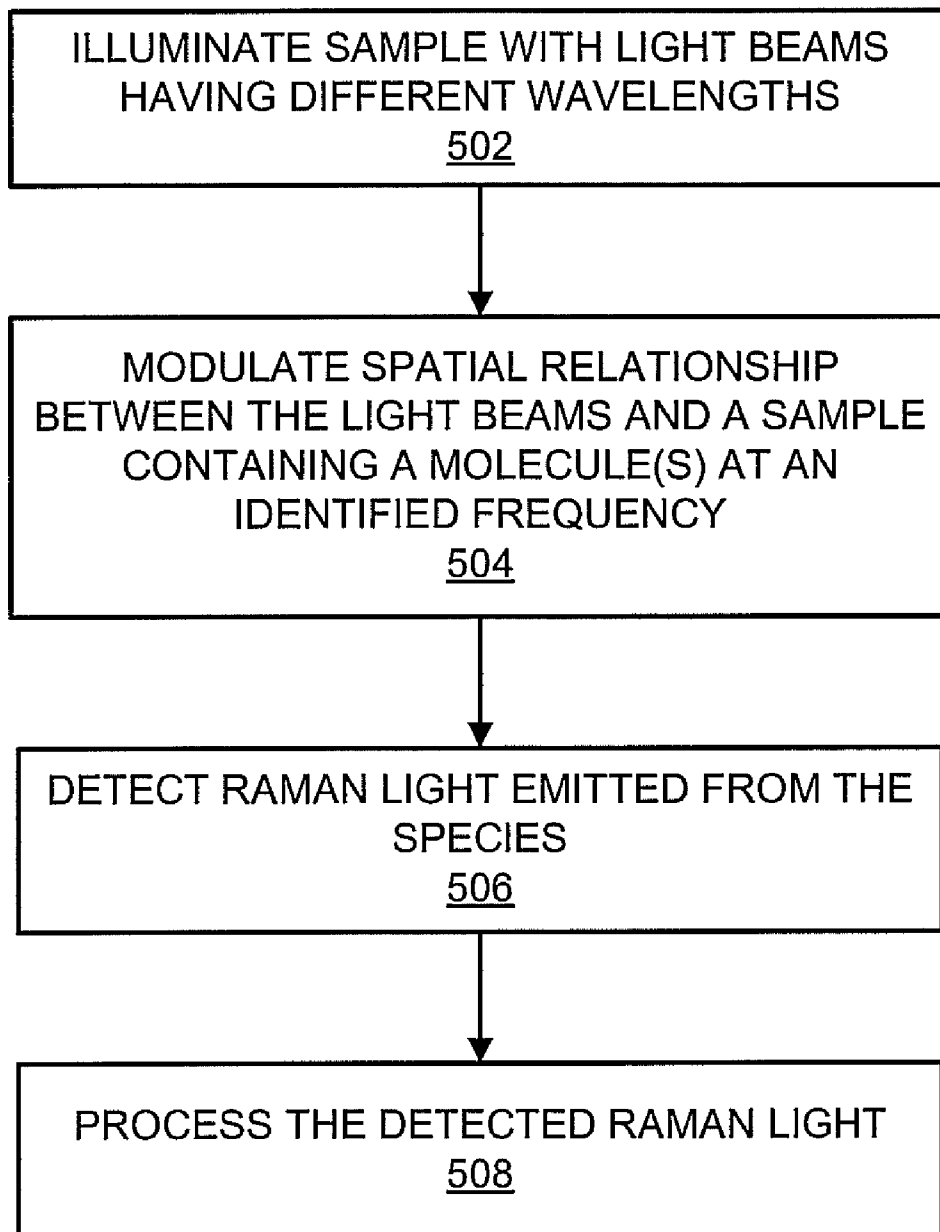 ILLUMINATE SAMPLE WITH LIGHT BEAMS
HAVING DIFFERENT WAVELENGTHS
502
MODULATE SPATIAL RELATIONSHIP
BETWEEN THE LIGHT BEAMS AND A SAMPLE
CONTAINING A MOLECULE(S) AT AN
IDENTIFIED FREQUENCY
504
DETECT RAMAN LIGHT EMITTED FROM THE
SPECIES
506
PROCESS THE DETECTED RAMAN LIGHT
508